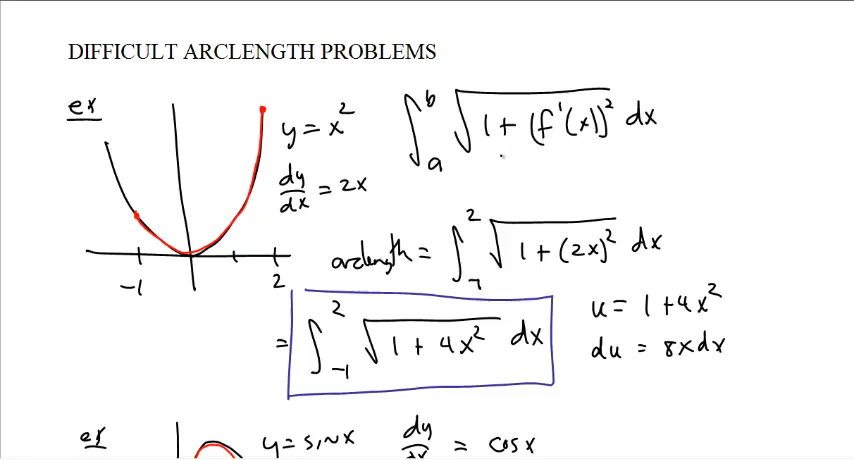 DIFFICULT ARCLENGTH PROBLEMS
ex
y = x²
∫ₐᵇ √(1 + (f'(x))²) dx
dy/dx = 2x
arclength = ∫₋₁² √(1 + (2x)²) dx
-1 2
= ∫₋₁² √(1 + 4x²) dx
u = 1 + 4x²
du = 8x dx
ex
y = sin x
dy/dx = cos x